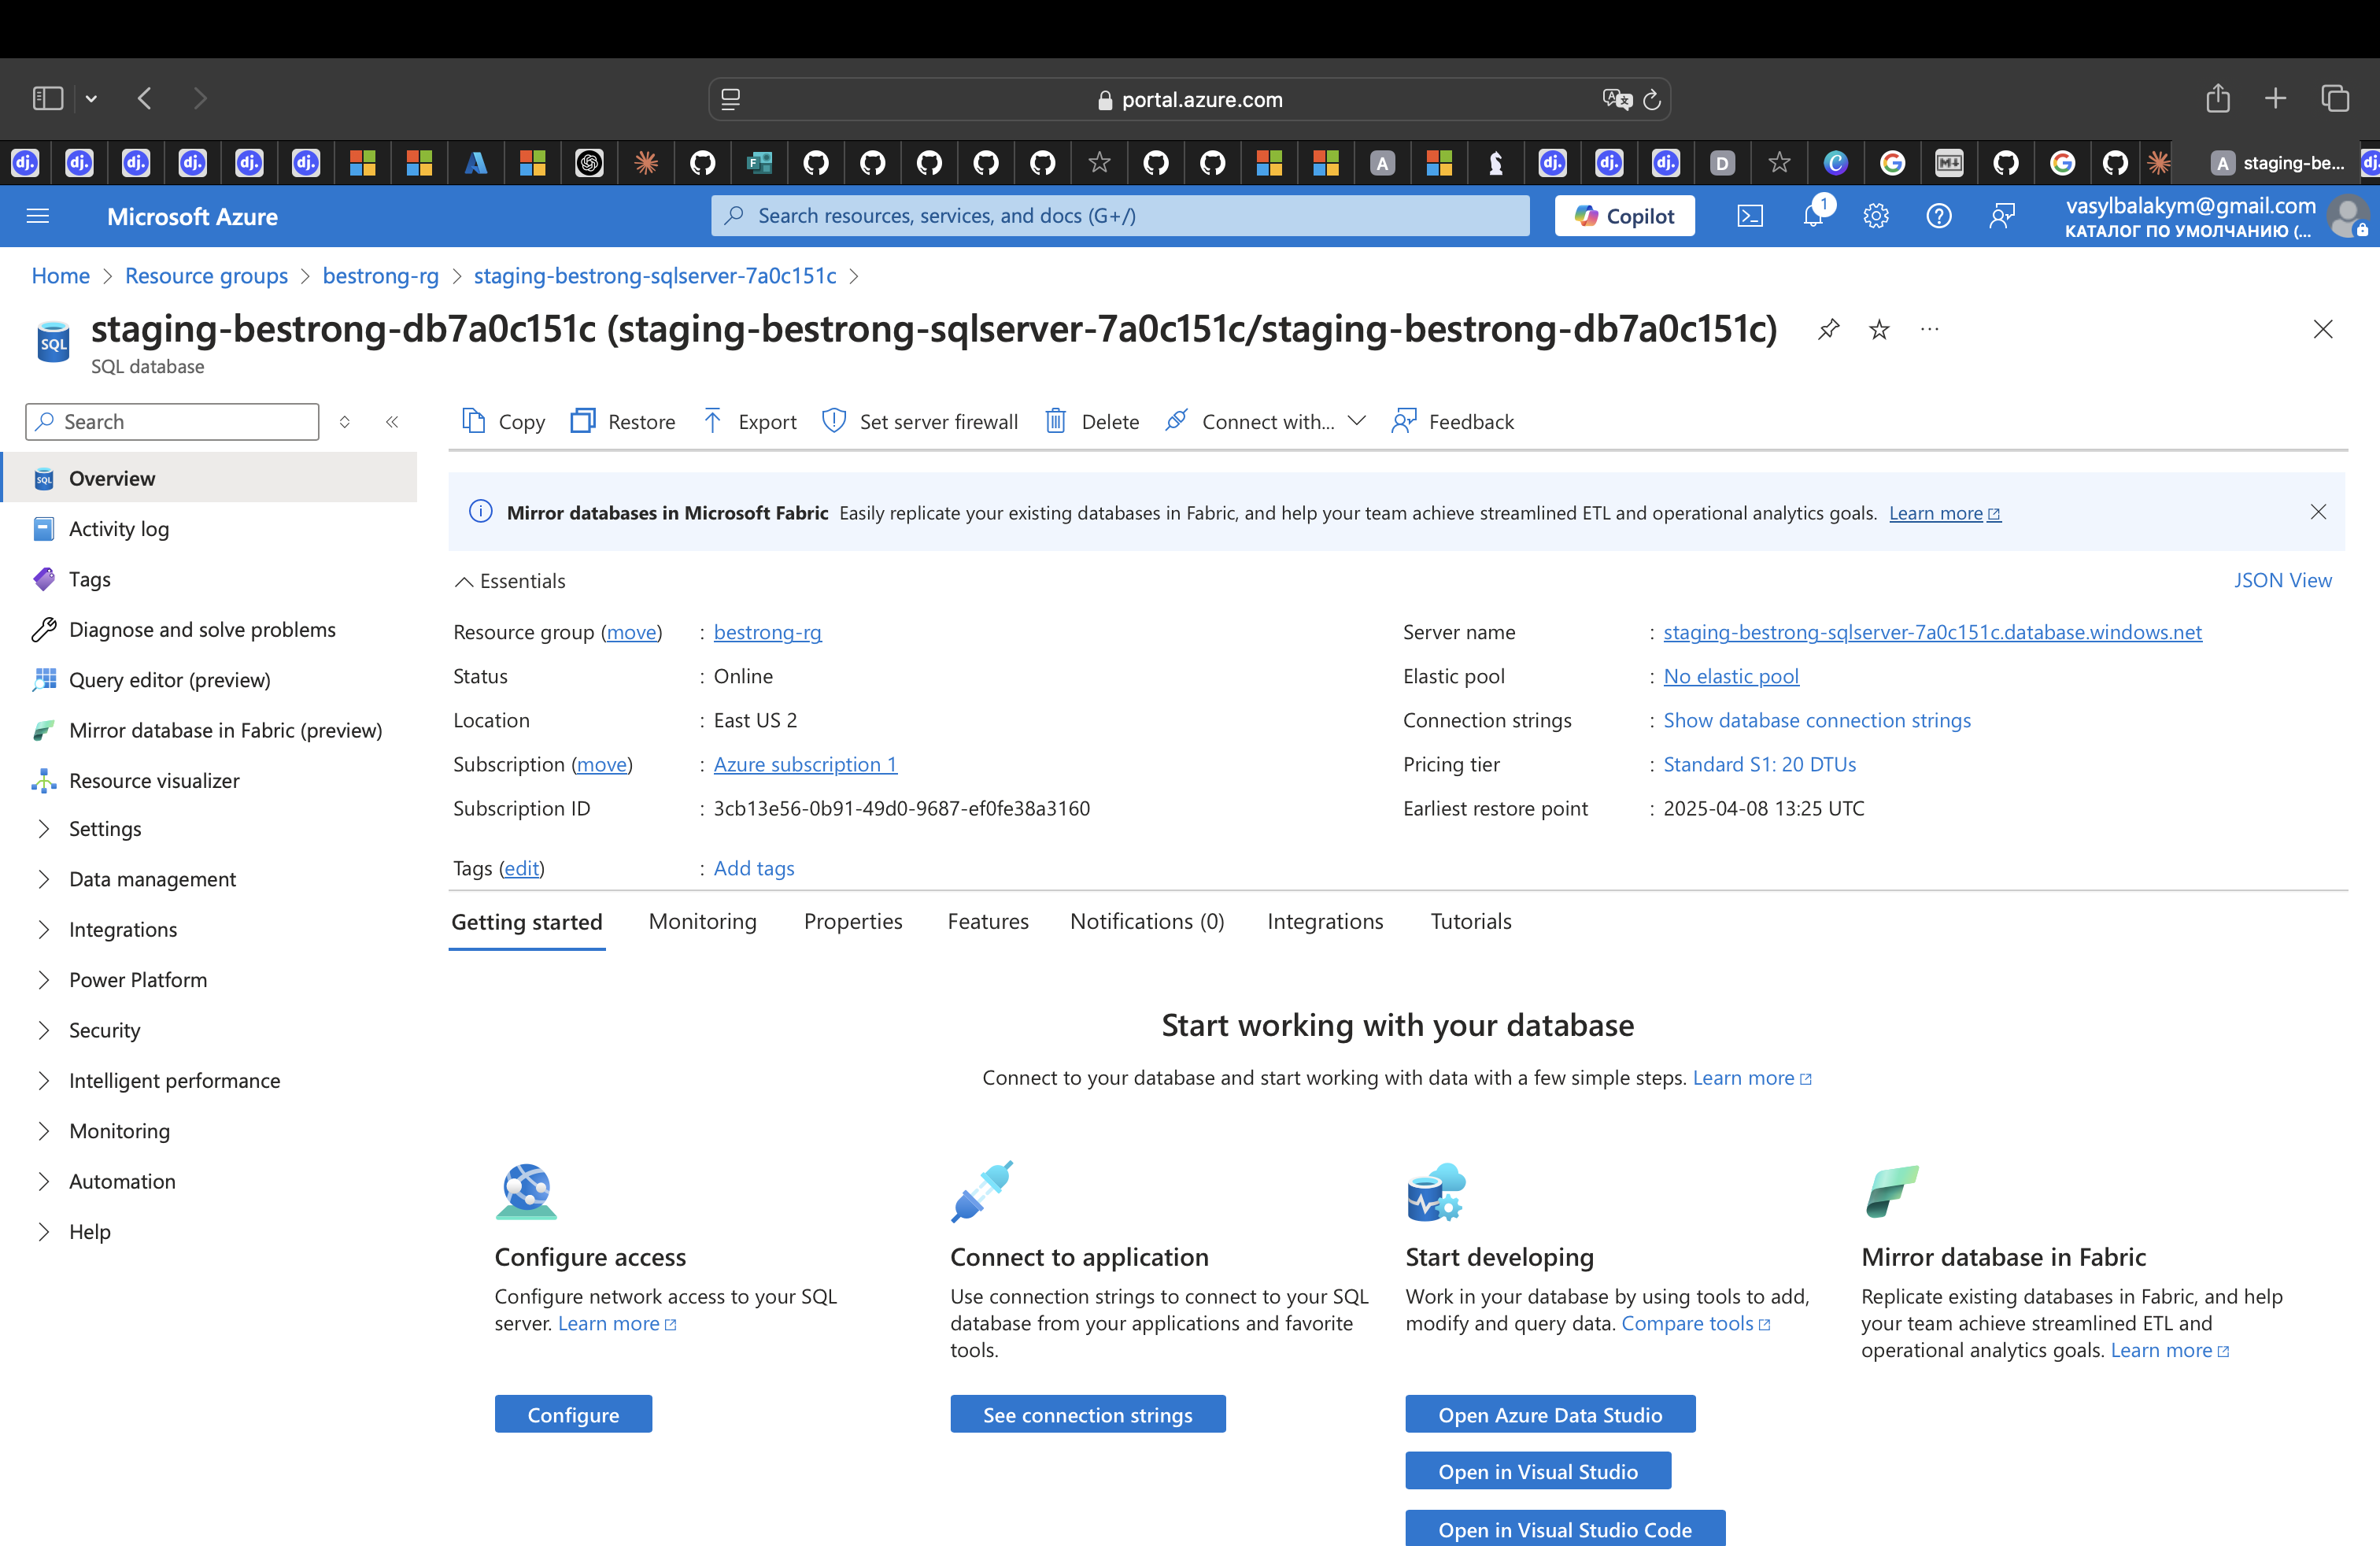 portal.azure.com
dj.
dj.
dj.
dj.
dj.
dj.
F
A
dj.
dj.
dj.
D
C
G
M
G
A
staging-be...
dj.
Microsoft Azure
Search resources, services, and docs (G+/)
Copilot
1
vasylbalakym@gmail.com
КАТАЛОГ ПО УМОЛЧАНИЮ (...
Home > Resource groups > bestrong-rg > staging-bestrong-sqlserver-7a0c151c >
SQL
staging-bestrong-db7a0c151c (staging-bestrong-sqlserver-7a0c151c/staging-bestrong-db7a0c151c)
SQL database
Search
Copy
Restore
Export
Set server firewall
Delete
Connect with...
Feedback
Overview
Activity log
Tags
Diagnose and solve problems
Query editor (preview)
Mirror database in Fabric (preview)
Resource visualizer
Settings
Data management
Integrations
Power Platform
Security
Intelligent performance
Monitoring
Automation
Help
Mirror databases in Microsoft Fabric Easily replicate your existing databases in Fabric, and help your team achieve streamlined ETL and operational analytics goals. Learn more
Essentials
JSON View
Resource group (move) : bestrong-rg
Status : Online
Location : East US 2
Subscription (move) : Azure subscription 1
Subscription ID : 3cb13e56-0b91-49d0-9687-ef0fe38a3160
Server name : staging-bestrong-sqlserver-7a0c151c.database.windows.net
Elastic pool : No elastic pool
Connection strings : Show database connection strings
Pricing tier : Standard S1: 20 DTUs
Earliest restore point : 2025-04-08 13:25 UTC
Tags (edit) : Add tags
Getting started
Monitoring
Properties
Features
Notifications (0)
Integrations
Tutorials
Start working with your database
Connect to your database and start working with data with a few simple steps. Learn more
Configure access
Configure network access to your SQL
server. Learn more
Configure
Connect to application
Use connection strings to connect to your SQL
database from your applications and favorite
tools.
See connection strings
Start developing
Work in your database by using tools to add,
modify and query data. Compare tools
Open Azure Data Studio
Open in Visual Studio
Open in Visual Studio Code
Mirror database in Fabric
Replicate existing databases in Fabric, and help
your team achieve streamlined ETL and
operational analytics goals. Learn more